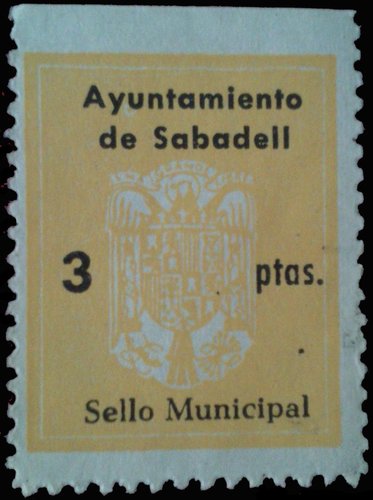 Ayuntamiento
de Sabadell
3 ptas.
Sello Municipal